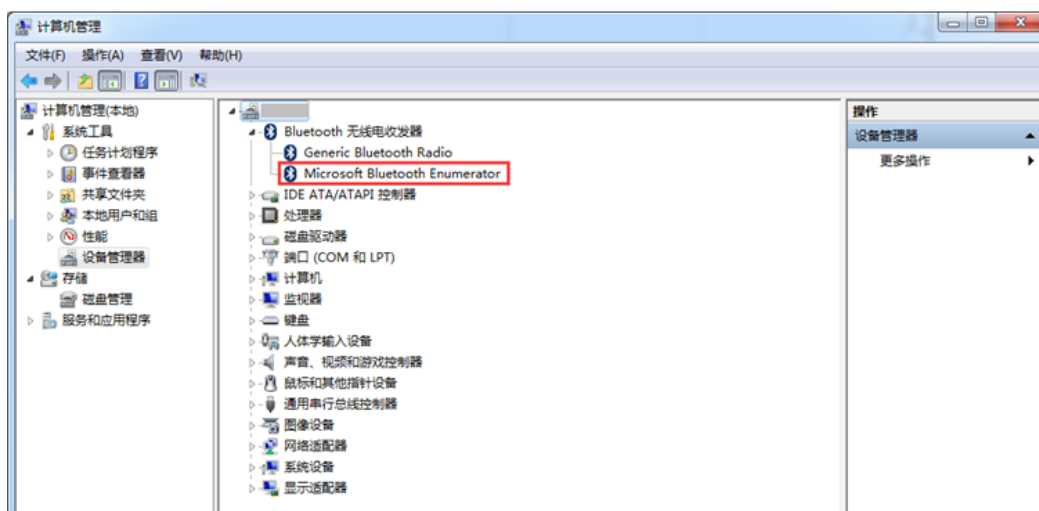 计算机管理
文件(F) 操作(A) 查看(V) 帮助(H)
计算机管理(本地)
系统工具
任务计划程序
事件查看器
共享文件夹
本地用户和组
性能
设备管理器
存储
磁盘管理
服务和应用程序
Bluetooth 无线电收发器
Generic Bluetooth Radio
Microsoft Bluetooth Enumerator
IDE ATA/ATAPI 控制器
处理器
磁盘驱动器
端口 (COM 和 LPT)
计算机
监视器
键盘
人体学输入设备
声音、视频和游戏控制器
鼠标和其他指针设备
通用串行总线控制器
图像设备
网络适配器
系统设备
显示适配器
操作
设备管理器
更多操作